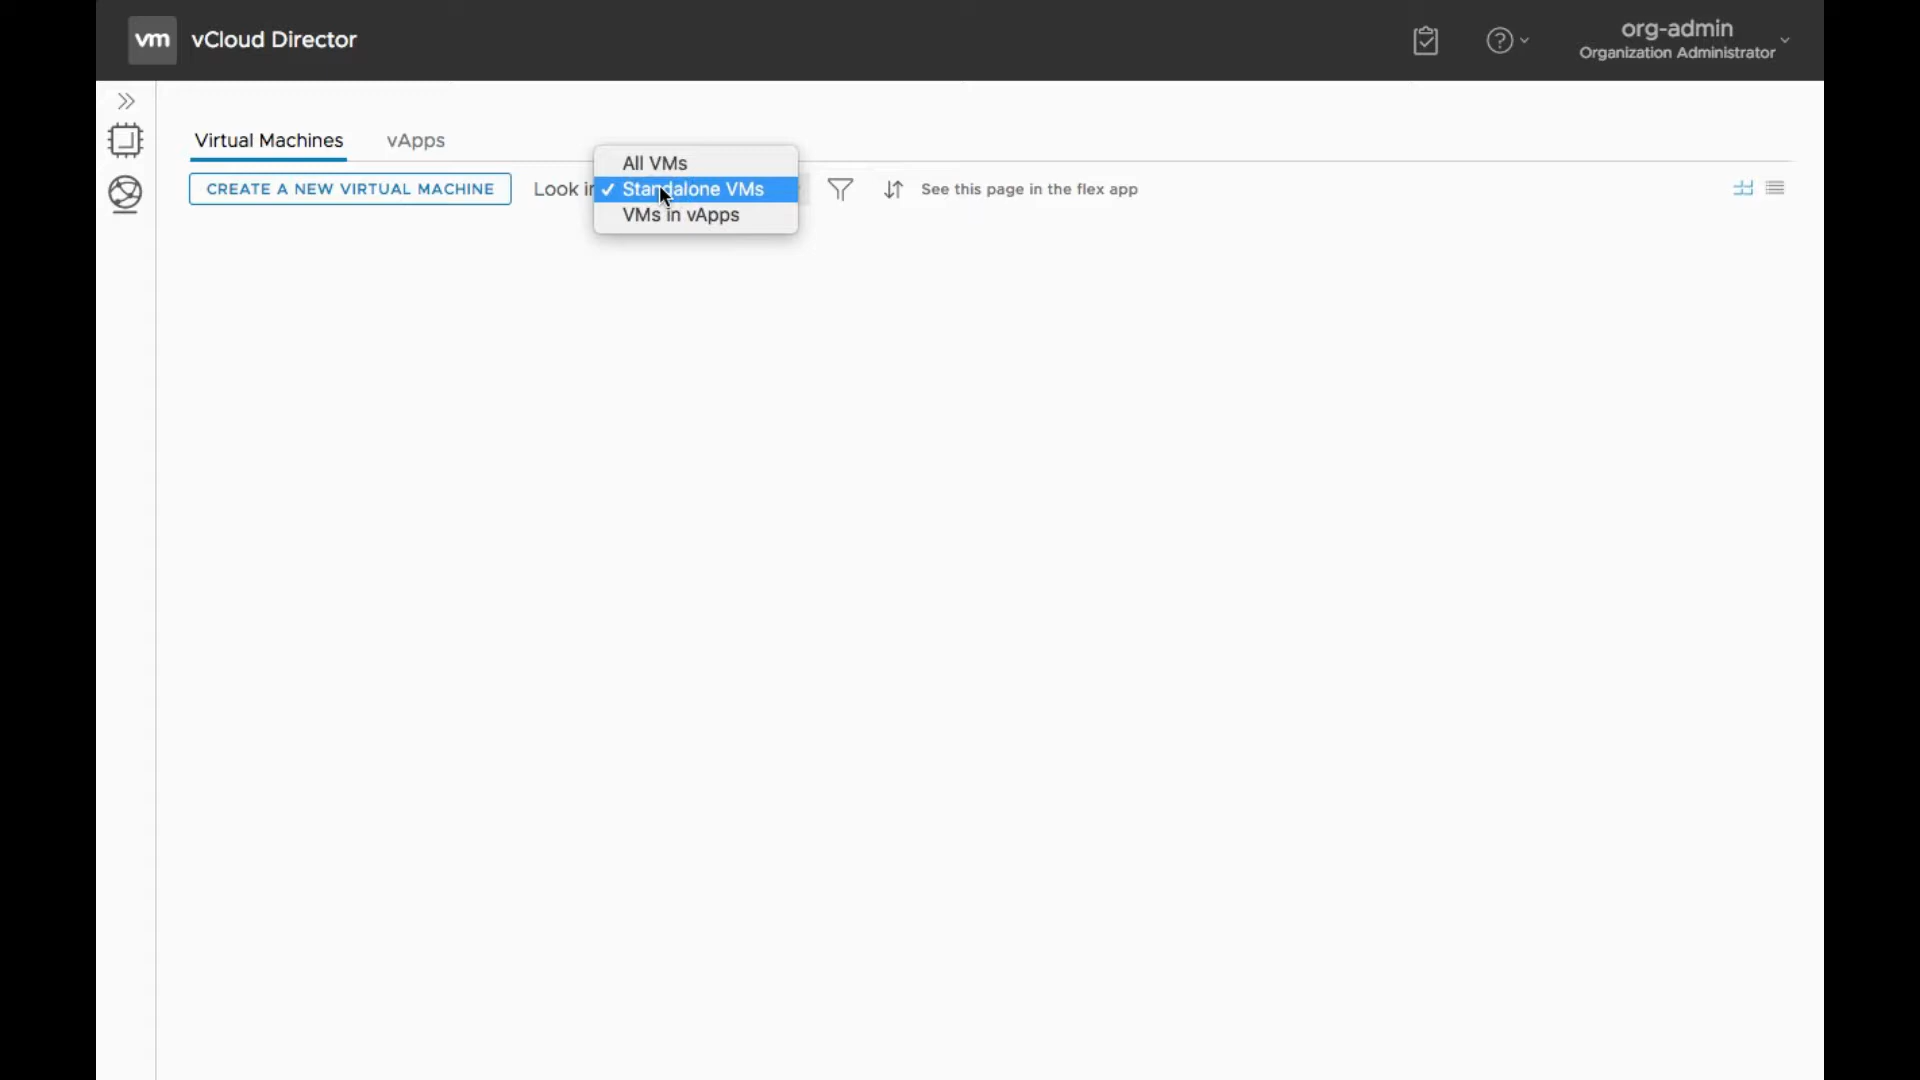 vm vCloud Director
org-admin
Organization Administrator
Virtual Machines vApps
All VMs
CREATE A NEW VIRTUAL MACHINE Look in ✓ Standalone VMs See this page in the flex app
VMs in vApps